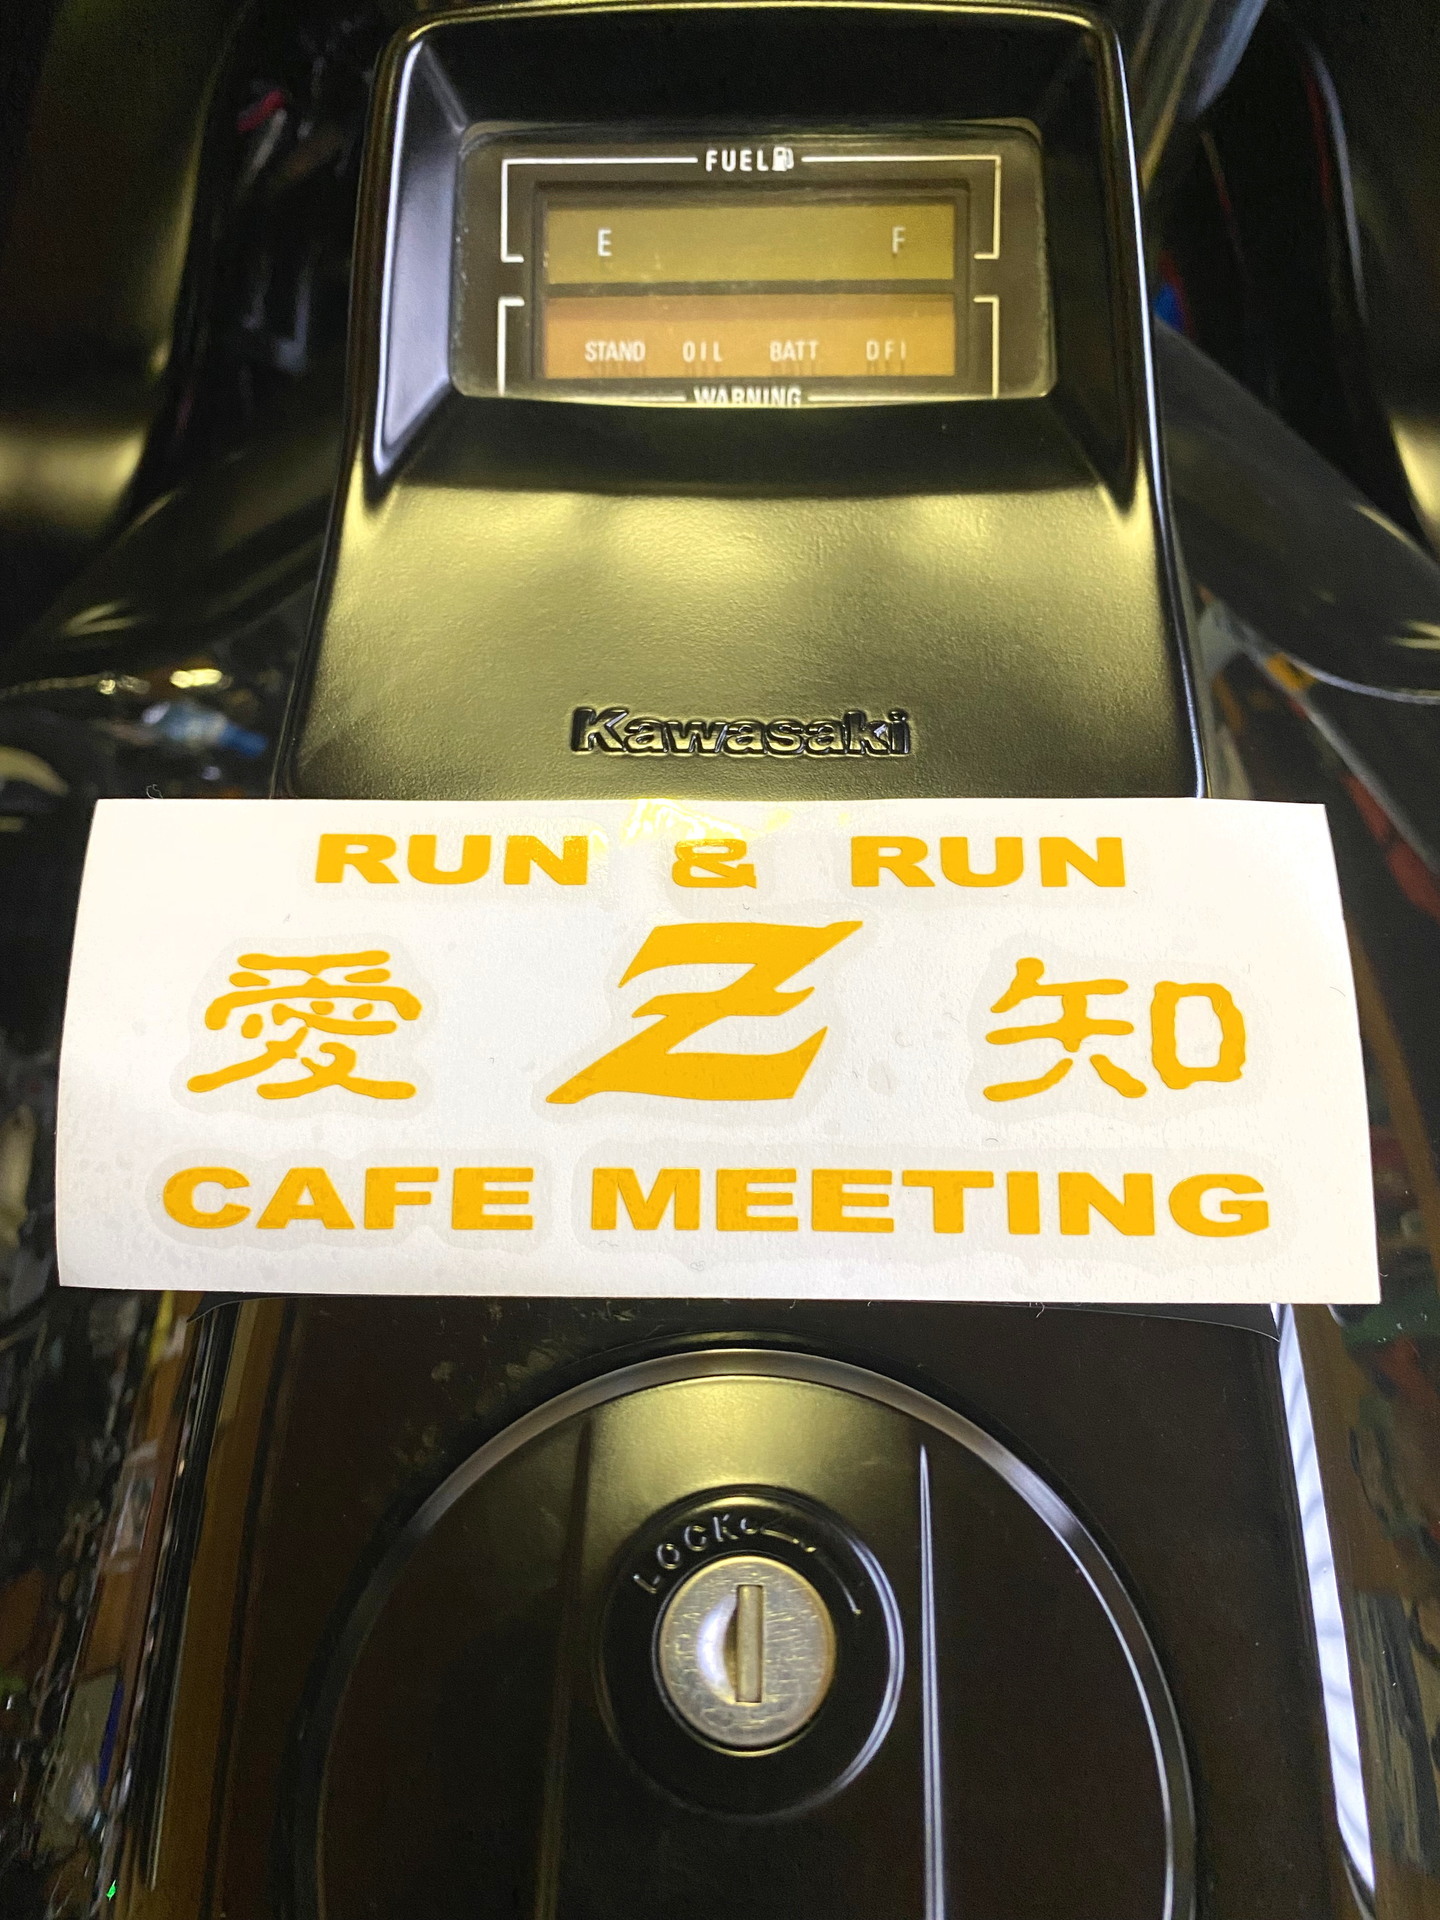 FUEL
E F
STAND OIL BATT DFI
WARNING
Kawasaki
RUN & RUN
愛 Z 知
CAFE MEETING
LOCK